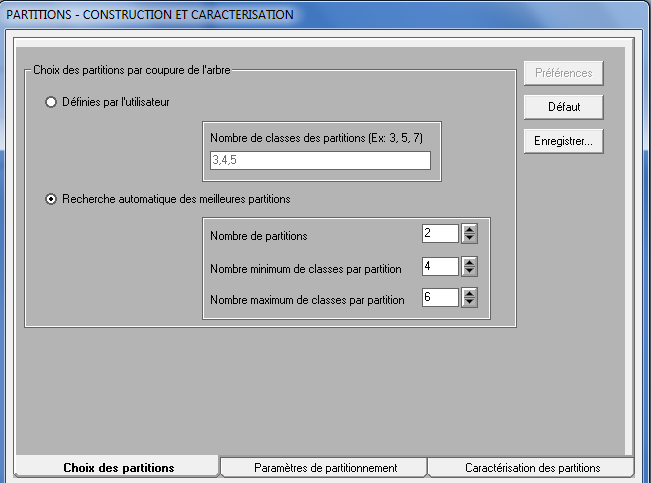 PARTITIONS - CONSTRUCTION ET CARACTERISATION
Choix des partitions par coupure de l'arbre
Préférences
Définies par l'utilisateur
Défaut
Nombre de classes des partitions (Ex: 3, 5, 7)
Enregistrer...
3,4,5
Recherche automatique des meilleures partitions
Nombre de partitions 2
Nombre minimum de classes par partition 4
Nombre maximum de classes par partition 6
Choix des partitions Paramètres de partitionnement Caractérisation des partitions